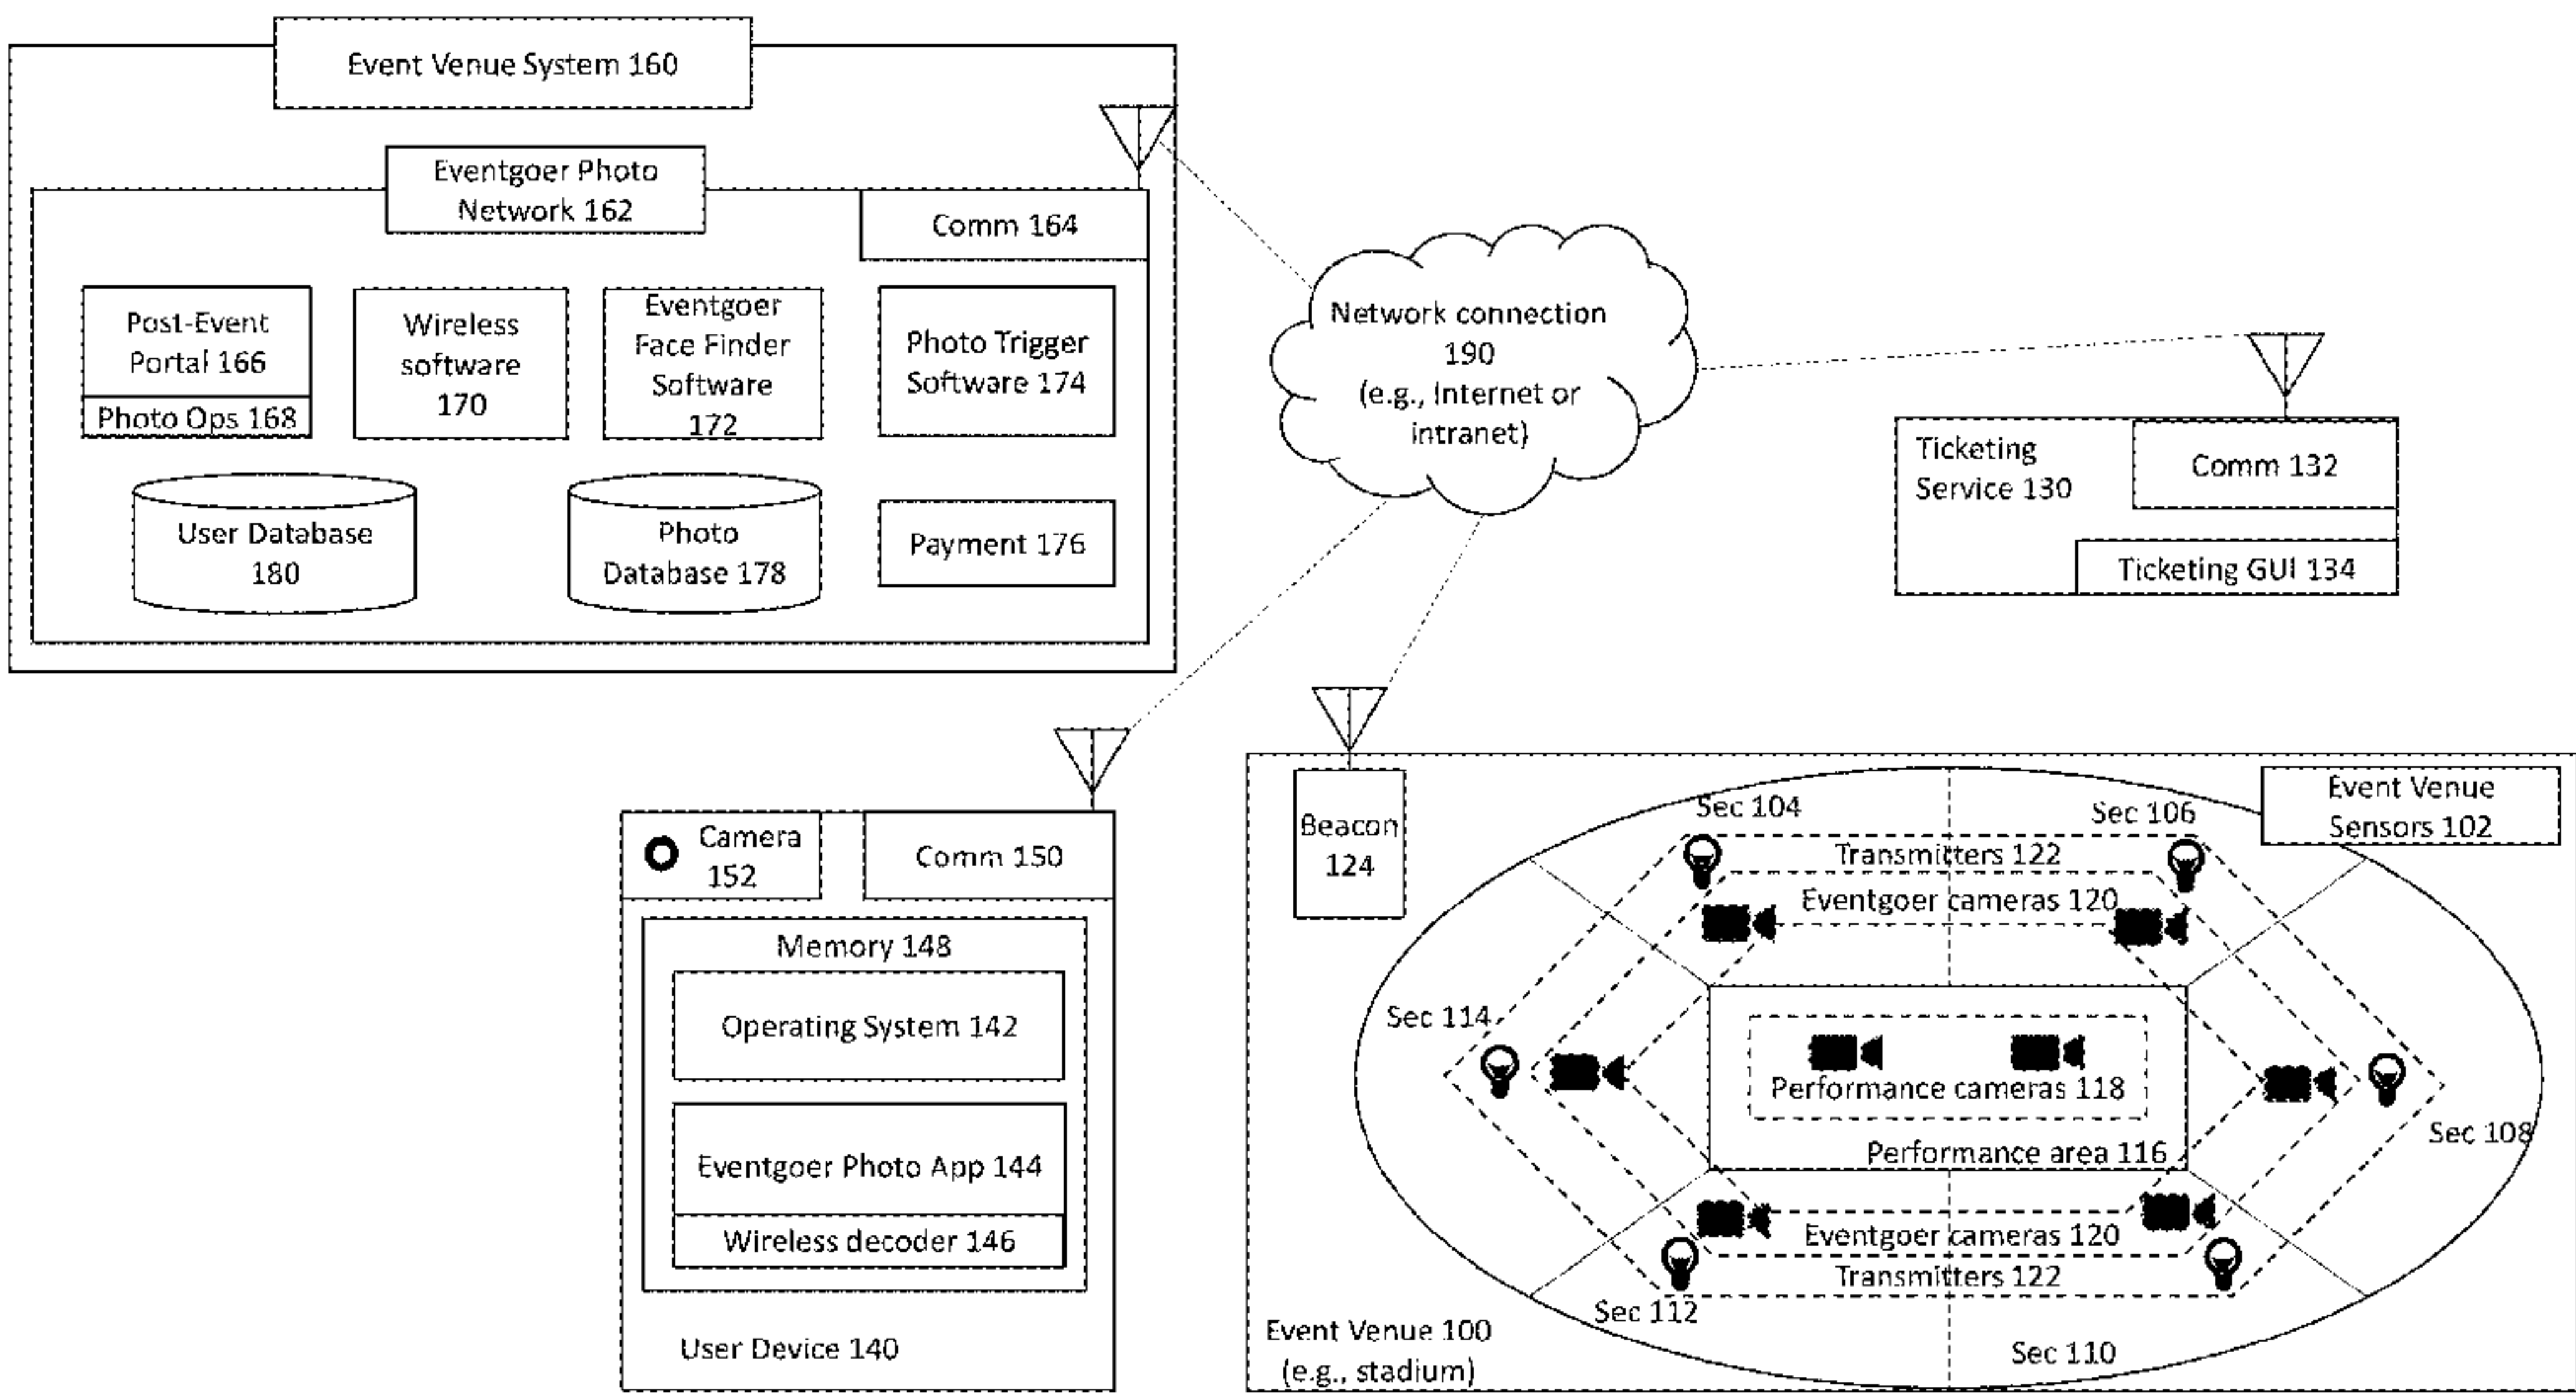 Event Venue System 160
Eventgoer Photo
Network 162
Comm 164
Post-Event
Portal 166
Photo Ops 168
Wireless
software
170
Eventgoer
Face Finder
Software
172
Photo Trigger
Software 174
User Database
180
Photo
Database 178
Payment 176
Network connection
190
(e.g., Internet or
intranet)
Ticketing
Service 130
Comm 132
Ticketing GUI 134
Camera
152
Comm 150
Memory 148
Operating System 142
Eventgoer Photo App 144
Wireless decoder 146
User Device 140
Beacon
124
Event Venue
Sensors 102
Sec 104
Sec 106
Transmitters 122
Eventgoer cameras 120
Sec 114
Performance cameras 118
Sec 108
Performance area 116
Eventgoer cameras 120
Transmitters 122
Sec 112
Event Venue 100
(e.g., stadium)
Sec 110